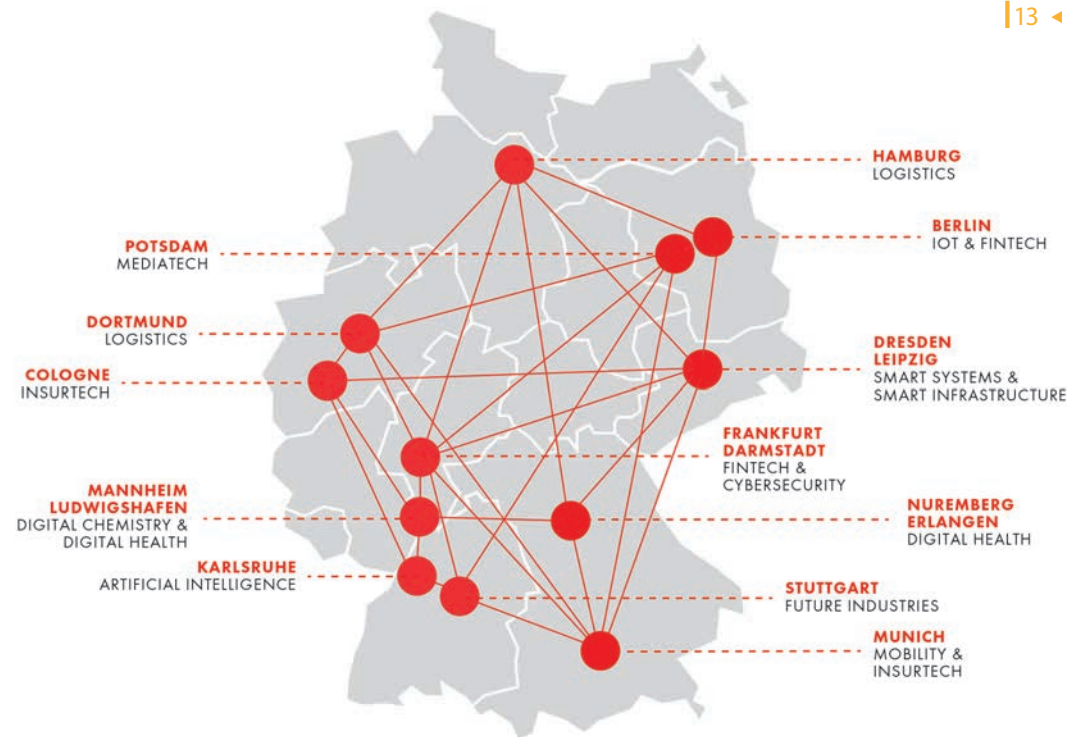 13
HAMBURG
LOGISTICS
BERLIN
IOT & FINTECH
POTSDAM
MEDIATECH
DORTMUND
LOGISTICS
DRESDEN
LEIPZIG
SMART SYSTEMS &
SMART INFRASTRUCTURE
COLOGNE
INSURTECH
FRANKFURT
DARMSTADT
FINTECH &
CYBERSECURITY
MANNHEIM
LUDWIGSHAFEN
DIGITAL CHEMISTRY &
DIGITAL HEALTH
NUREMBERG
ERLANGEN
DIGITAL HEALTH
KARLSRUHE
ARTIFICIAL INTELLIGENCE
STUTTGART
FUTURE INDUSTRIES
MUNICH
MOBILITY &
INSURTECH